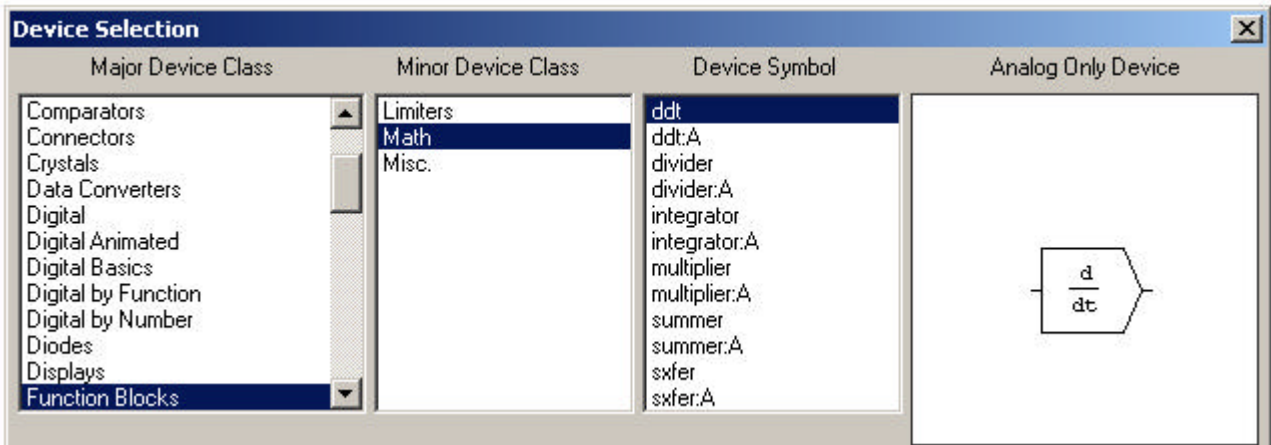 Device Selection
Major Device Class
Minor Device Class
Device Symbol
Analog Only Device
Comparators
Connectors
Crystals
Data Converters
Digital
Digital Animated
Digital Basics
Digital by Function
Digital by Number
Diodes
Displays
Function Blocks
Limiters
Math
Misc.
ddt
ddt:A
divider
divider:A
integrator
integrator:A
multiplier
multiplier:A
summer
summer:A
sxfer
sxfer:A
d
dt